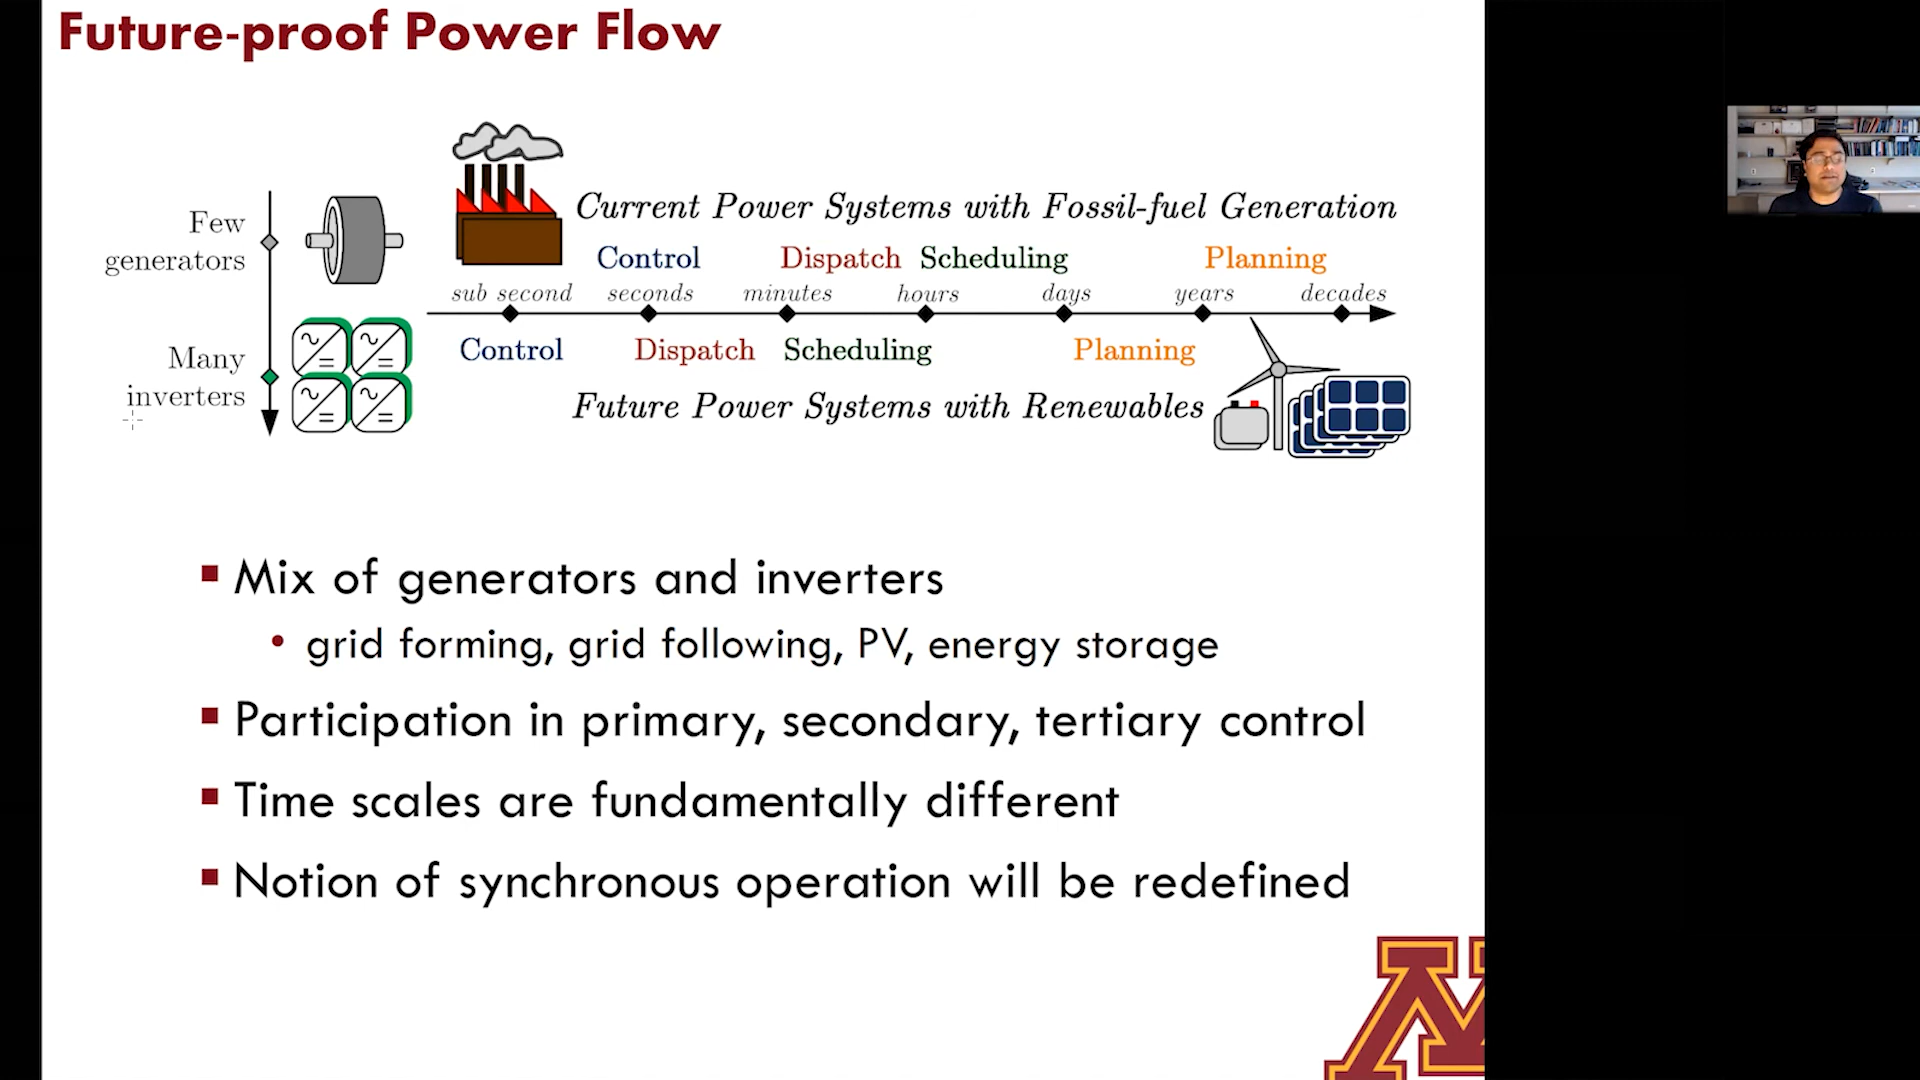 Future-proof Power Flow
Few
generators
Many
inverters
Current Power Systems with Fossil-fuel Generation
Control Dispatch Scheduling Planning
sub second seconds minutes hours days years decades
Control Dispatch Scheduling Planning
Future Power Systems with Renewables
Mix of generators and inverters
grid forming, grid following, PV, energy storage
Participation in primary, secondary, tertiary control
Time scales are fundamentally different
Notion of synchronous operation will be redefined
M